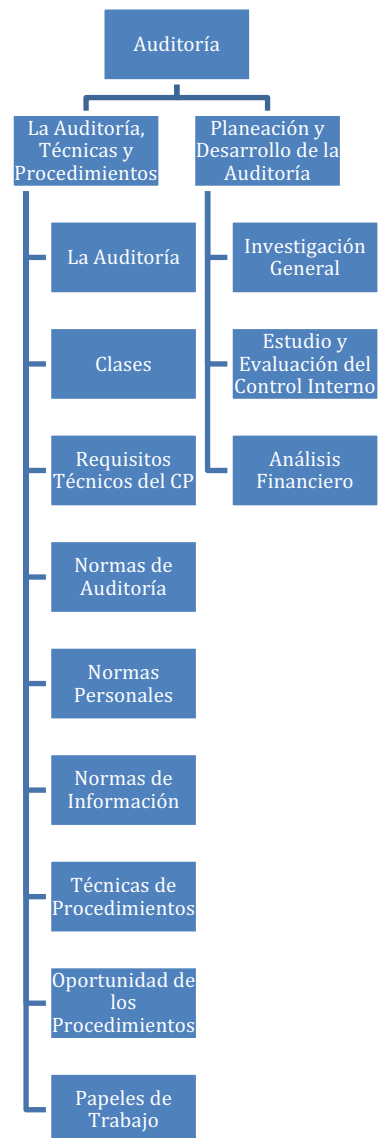 Auditoría
La Auditoría,
Técnicas y
Procedimientos
La Auditoría
Clases
Requisitos
Técnicos del CP
Normas de
Auditoría
Normas
Personales
Normas de
Información
Técnicas de
Procedimientos
Oportunidad de
los
Procedimientos
Papeles de
Trabajo
Planeación y
Desarrollo de la
Auditoría
Investigación
General
Estudio y
Evaluación del
Control Interno
Análisis
Financiero